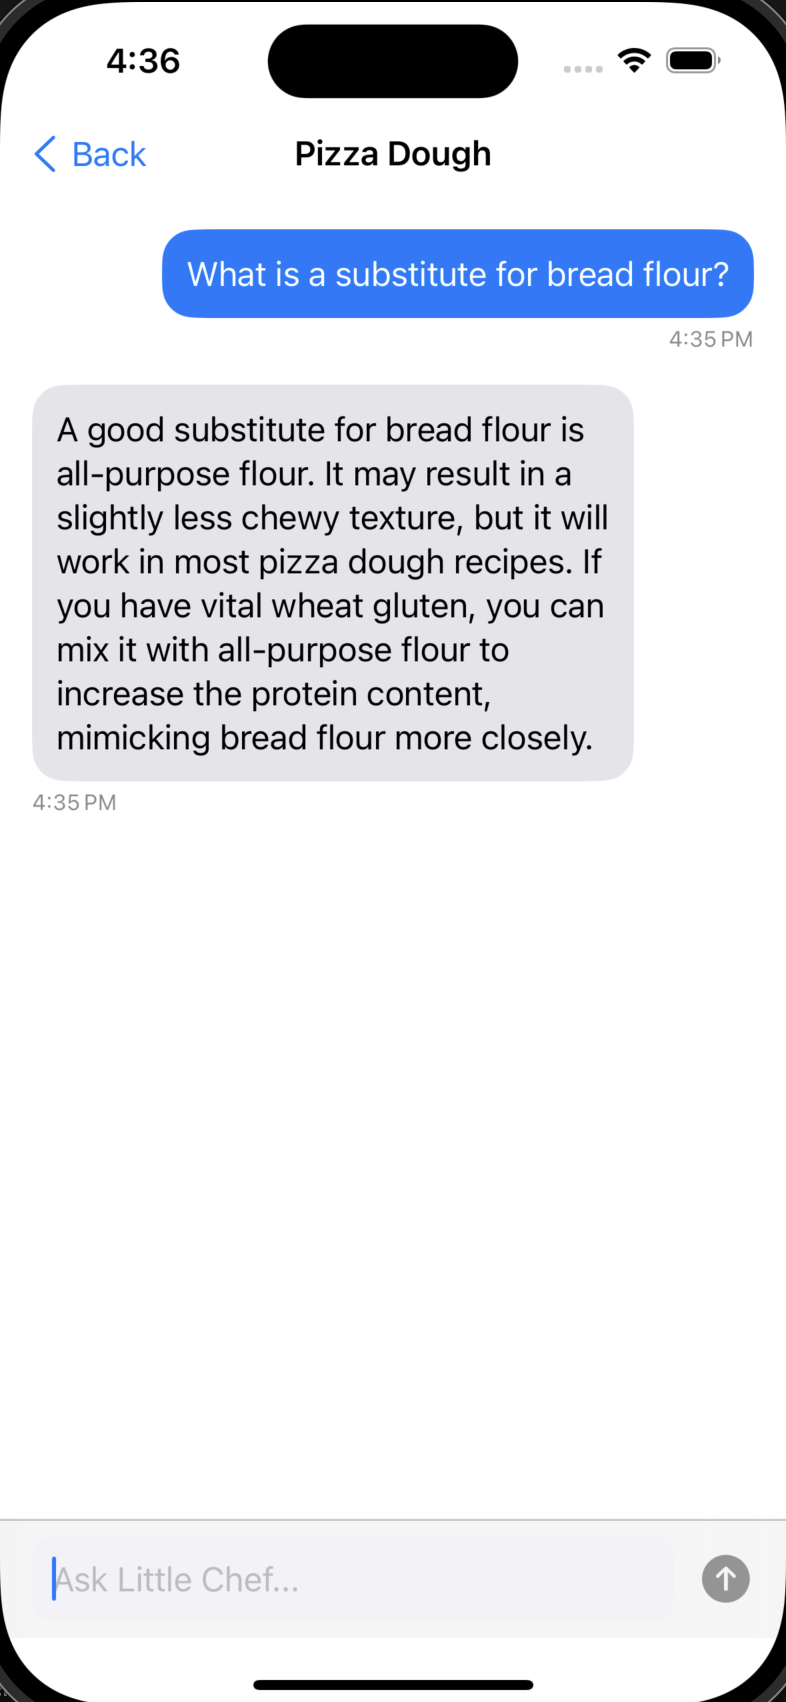 4:36
Back
Pizza Dough
What is a substitute for bread flour?
4:35 PM
A good substitute for bread flour is
all-purpose flour. It may result in a
slightly less chewy texture, but it will
work in most pizza dough recipes. If
you have vital wheat gluten, you can
mix it with all-purpose flour to
increase the protein content,
mimicking bread flour more closely.
4:35 PM
Ask Little Chef...